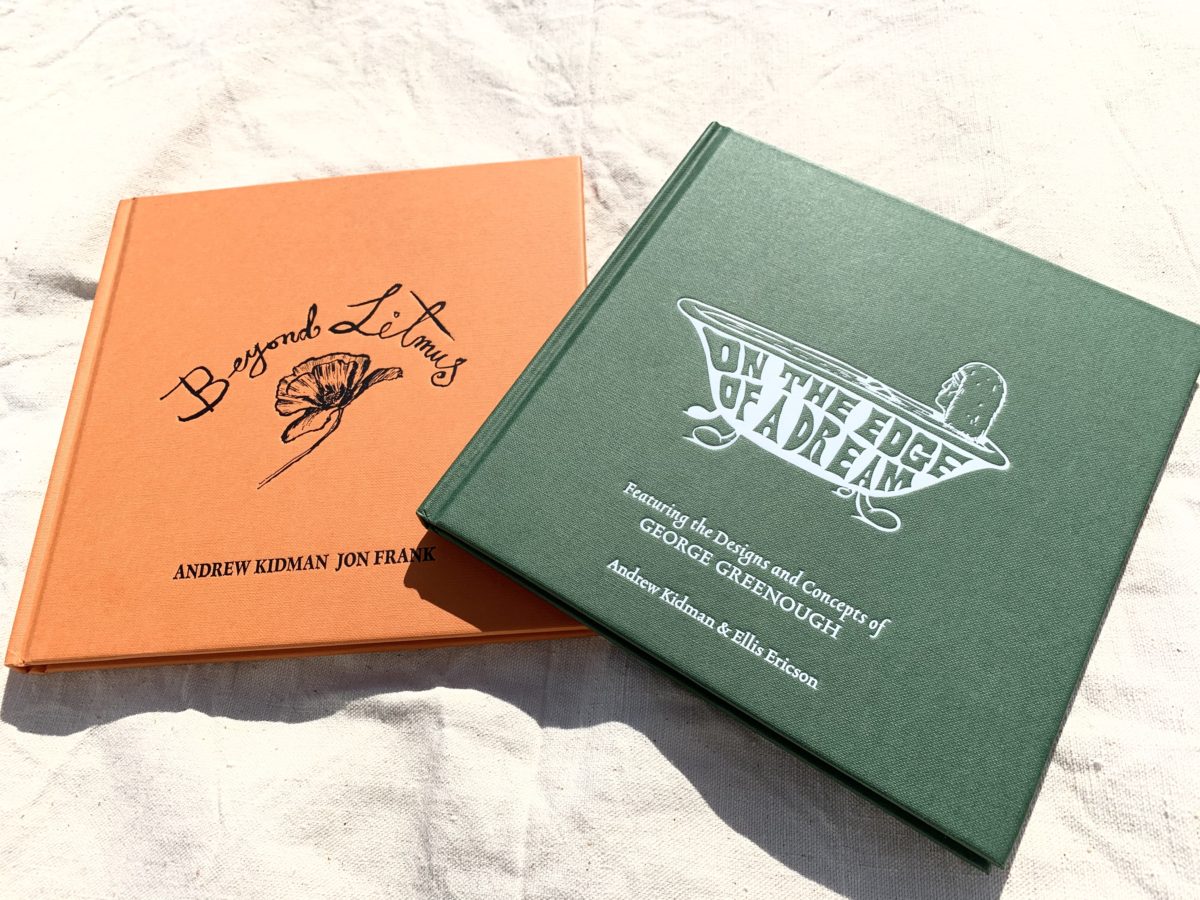 Beyond Litmus
ANDREW KIDMAN JON FRANK
ON THE EDGE
OF A DREAM
Featuring the Designs and Concepts of
GEORGE GREENOUGH
Andrew Kidman & Ellis Ericson